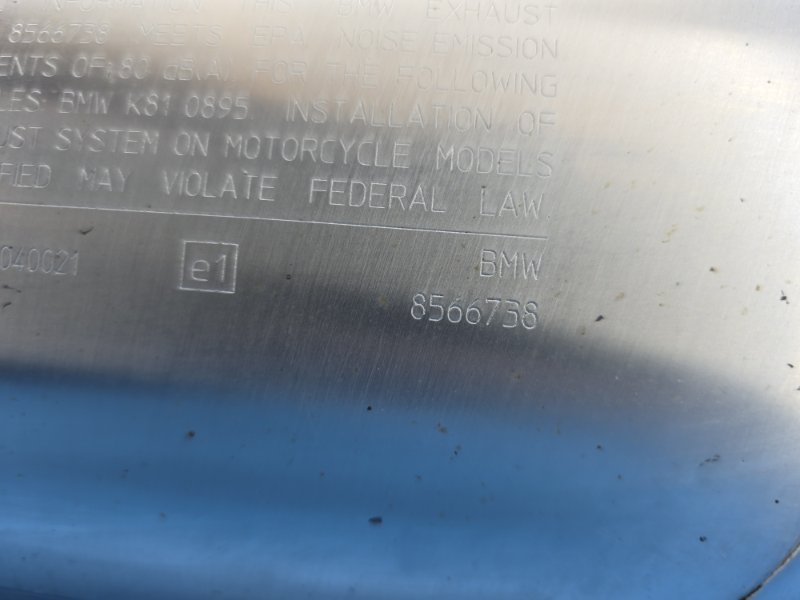 INFORMATION THIS BMW EXHAUST
8566738 MEETS EPA NOISE EMISSION
ENTS OF 80 dB(A) FOR THE FOLLOWING
LES BMW K81 0895. INSTALLATION OF
UST SYSTEM ON MOTORCYCLE MODELS
FIED MAY VIOLATE FEDERAL LAW.
040021 e1 BMW
8566738